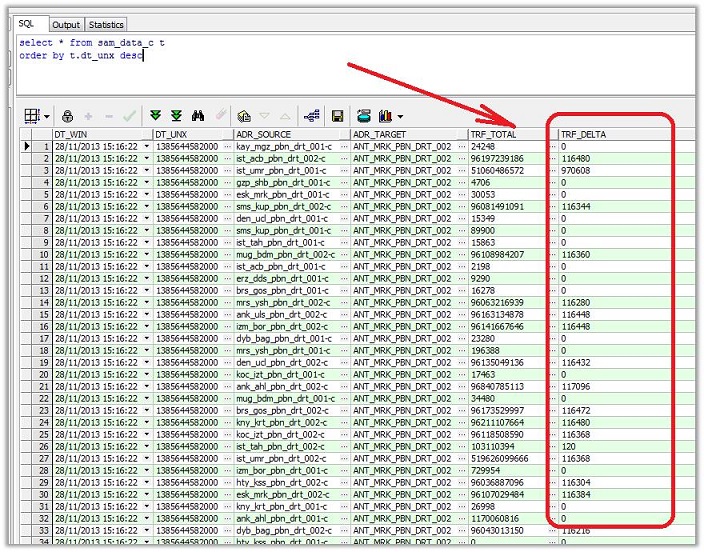 SQL Output Statistics
select * from sam_data_c t
order by t.dt_unx desc
DT_WIN DT_UNX ADR_SOURCE ADR_TARGET TRF_TOTAL TRF_DELTA
1 28/11/2013 15:16:22 1385644582000 kay_mgz_pbn_drt_001-c ANT_MRK_PBN_DRT_002 24248 0
2 28/11/2013 15:16:22 1385644582000 ist_acb_pbn_drt_002-c ANT_MRK_PBN_DRT_002 96197239186 116480
3 28/11/2013 15:16:22 1385644582000 ist_umr_pbn_drt_001-c ANT_MRK_PBN_DRT_002 51060486572 970608
4 28/11/2013 15:16:22 1385644582000 gzp_shb_pbn_drt_001-c ANT_MRK_PBN_DRT_002 4706 0
5 28/11/2013 15:16:22 1385644582000 esk_mrk_pbn_drt_001-c ANT_MRK_PBN_DRT_002 30053 0
6 28/11/2013 15:16:22 1385644582000 sms_kup_pbn_drt_002-c ANT_MRK_PBN_DRT_002 96081491091 116344
7 28/11/2013 15:16:22 1385644582000 den_ucl_pbn_drt_001-c ANT_MRK_PBN_DRT_002 15349 0
8 28/11/2013 15:16:22 1385644582000 sms_kup_pbn_drt_001-c ANT_MRK_PBN_DRT_002 89900 0
9 28/11/2013 15:16:22 1385644582000 ist_tah_pbn_drt_001-c ANT_MRK_PBN_DRT_002 15863 0
10 28/11/2013 15:16:22 1385644582000 mug_bdm_pbn_drt_002-c ANT_MRK_PBN_DRT_002 96108984207 116360
11 28/11/2013 15:16:22 1385644582000 ist_acb_pbn_drt_001-c ANT_MRK_PBN_DRT_002 2198 0
12 28/11/2013 15:16:22 1385644582000 erz_dds_pbn_drt_001-c ANT_MRK_PBN_DRT_002 9290 0
13 28/11/2013 15:16:22 1385644582000 brs_gos_pbn_drt_001-c ANT_MRK_PBN_DRT_002 16278 0
14 28/11/2013 15:16:22 1385644582000 mrs_ysh_pbn_drt_002-c ANT_MRK_PBN_DRT_002 96063216939 116280
15 28/11/2013 15:16:22 1385644582000 ank_uls_pbn_drt_002-c ANT_MRK_PBN_DRT_002 96163134878 116448
16 28/11/2013 15:16:22 1385644582000 izm_bor_pbn_drt_002-c ANT_MRK_PBN_DRT_002 96141667646 116448
17 28/11/2013 15:16:22 1385644582000 dyb_bag_pbn_drt_001-c ANT_MRK_PBN_DRT_002 23280 0
18 28/11/2013 15:16:22 1385644582000 mrs_ysh_pbn_drt_001-c ANT_MRK_PBN_DRT_002 196388 0
19 28/11/2013 15:16:22 1385644582000 den_ucl_pbn_drt_002-c ANT_MRK_PBN_DRT_002 96135049136 116432
20 28/11/2013 15:16:22 1385644582000 koc_izt_pbn_drt_001-c ANT_MRK_PBN_DRT_002 17463 0
21 28/11/2013 15:16:22 1385644582000 ank_ahl_pbn_drt_002-c ANT_MRK_PBN_DRT_002 96840785113 117096
22 28/11/2013 15:16:22 1385644582000 mug_bdm_pbn_drt_001-c ANT_MRK_PBN_DRT_002 34480 0
23 28/11/2013 15:16:22 1385644582000 brs_gos_pbn_drt_002-c ANT_MRK_PBN_DRT_002 96173529997 116472
24 28/11/2013 15:16:22 1385644582000 kny_krt_pbn_drt_002-c ANT_MRK_PBN_DRT_002 96211107664 116480
25 28/11/2013 15:16:22 1385644582000 koc_izt_pbn_drt_002-c ANT_MRK_PBN_DRT_002 96118508590 116368
26 28/11/2013 15:16:22 1385644582000 ist_tah_pbn_drt_002-c ANT_MRK_PBN_DRT_002 103110394 120
27 28/11/2013 15:16:22 1385644582000 ist_umr_pbn_drt_002-c ANT_MRK_PBN_DRT_002 519626099666 116368
28 28/11/2013 15:16:22 1385644582000 izm_bor_pbn_drt_001-c ANT_MRK_PBN_DRT_002 729954 0
29 28/11/2013 15:16:22 1385644582000 hty_kss_pbn_drt_002-c ANT_MRK_PBN_DRT_002 96036887096 116304
30 28/11/2013 15:16:22 1385644582000 esk_mrk_pbn_drt_002-c ANT_MRK_PBN_DRT_002 96107029484 116384
31 28/11/2013 15:16:22 1385644582000 kny_krt_pbn_drt_001-c ANT_MRK_PBN_DRT_002 26998 0
32 28/11/2013 15:16:22 1385644582000 ank_ahl_pbn_drt_001-c ANT_MRK_PBN_DRT_002 1170060816 0
33 28/11/2013 15:16:22 1385644582000 dyb_bag_pbn_drt_002-c ANT_MRK_PBN_DRT_002 96043013150 116216
34 28/11/2013 15:16:22 1385644582000 hty_kss_pbn_drt_001-c ANT_MRK_PBN_DRT_002 0 0